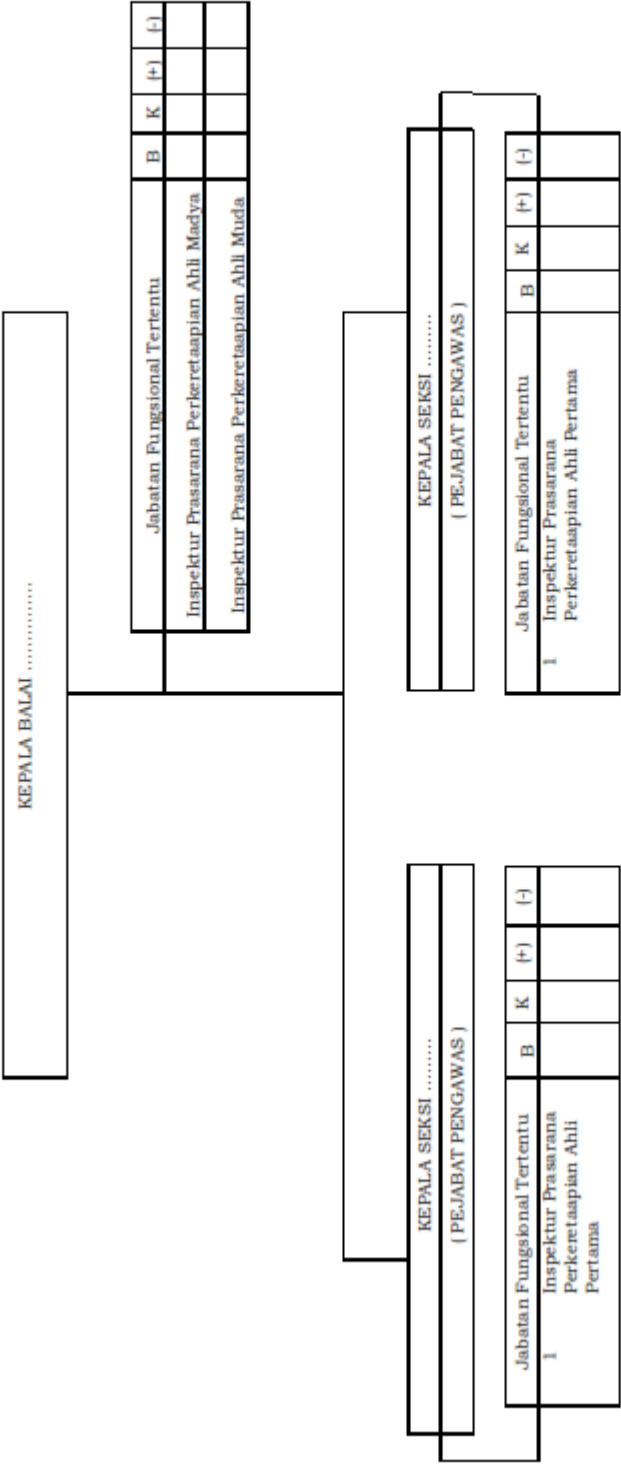 KEPALA BALAI ................
Jabatan Fungsional Tertentu B K (+) (-)
Inspektur Prasarana Perkeretaapian Ahli Madya
Inspektur Prasarana Perkeretaapian Ahli Muda
KEPALA SEKSI .........
( PEJABAT PENGAWAS )
Jabatan Fungsional Tertentu B K (+) (-)
1 Inspektur Prasarana
Perkeretaapian Ahli
Pertama
KEPALA SEKSI .........
( PEJABAT PENGAWAS )
Jabatan Fungsional Tertentu B K (+) (-)
1 Inspektur Prasarana
Perkeretaapian Ahli Pertama